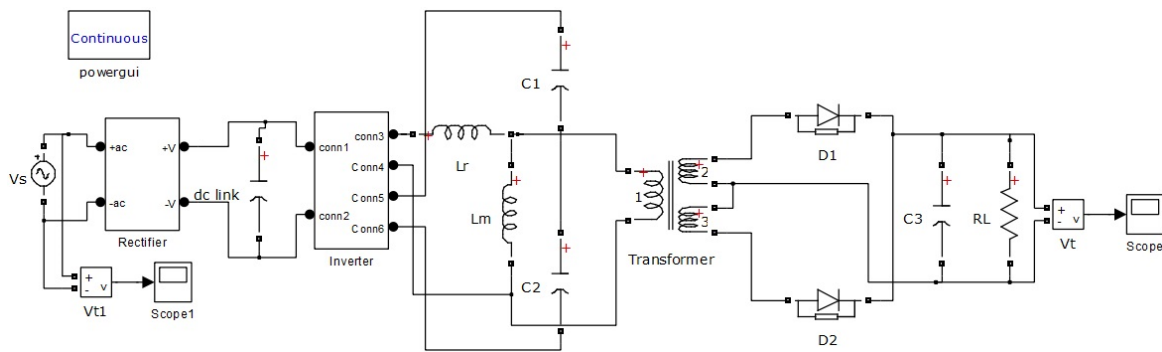 Continuous
powergui
Vs
+
+ac
-ac
+V
-V
Rectifier
+
-
v
Vt1
Scope1
dc link
+
conn1
conn2
conn3
Conn4
Conn5
Conn6
Inverter
+
Lr
+
Lm
+
C1
+
C2
+
1
+
2
+
3
Transformer
D1
D2
+
C3
+
RL
+
-
v
Vt
Scope